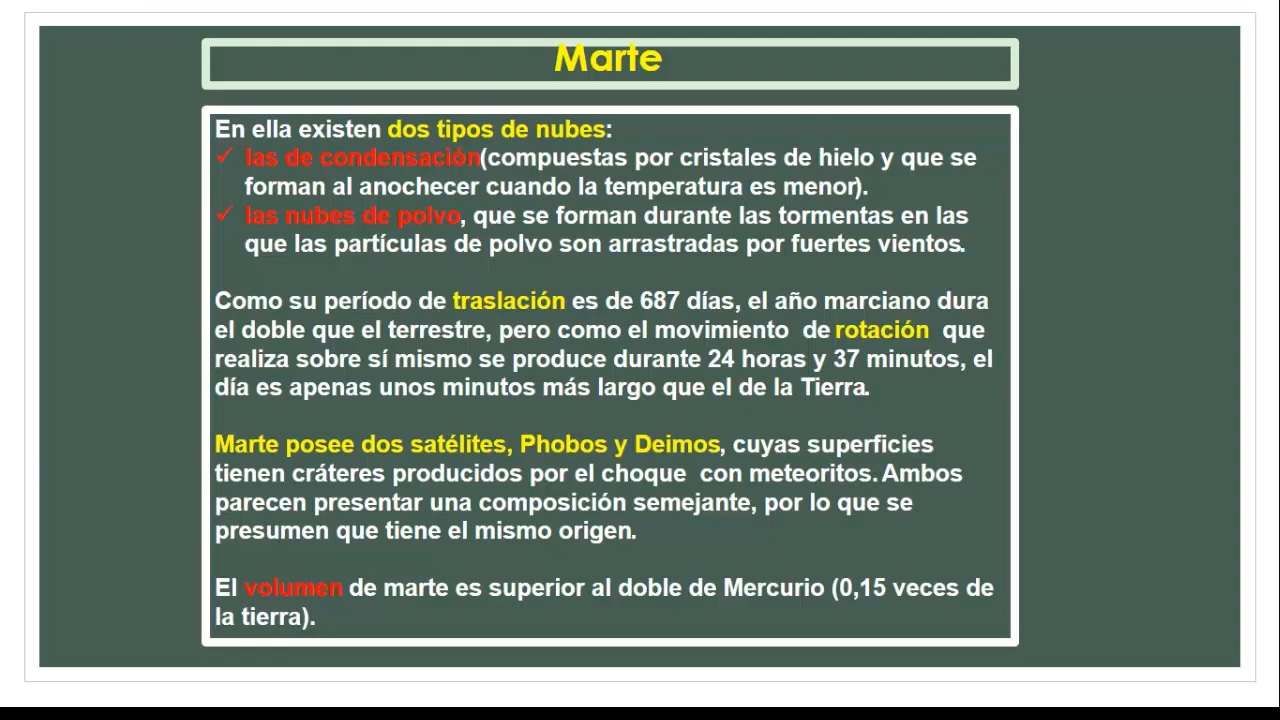 Marte
En ella existen dos tipos de nubes:
✓ las de condensación(compuestas por cristales de hielo y que se
forman al anochecer cuando la temperatura es menor).
✓ las nubes de polvo, que se forman durante las tormentas en las
que las partículas de polvo son arrastradas por fuertes vientos.
Como su período de traslación es de 687 días, el año marciano dura
el doble que el terrestre, pero como el movimiento de rotación que
realiza sobre sí mismo se produce durante 24 horas y 37 minutos, el
día es apenas unos minutos más largo que el de la Tierra.
Marte posee dos satélites, Phobos y Deimos, cuyas superficies
tienen cráteres producidos por el choque con meteoritos. Ambos
parecen presentar una composición semejante, por lo que se
presumen que tiene el mismo origen.
El volumen de marte es superior al doble de Mercurio (0,15 veces de
la tierra).